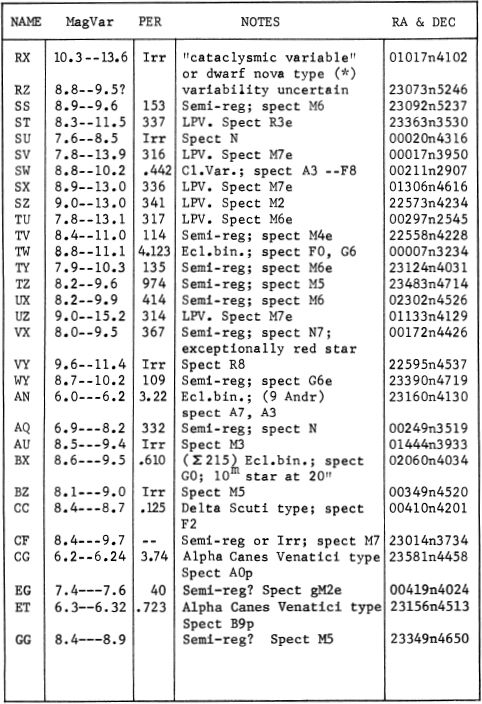 NAME MagVar PER NOTES RA & DEC
RX 10.3--13.6 Irr "cataclysmic variable" 01017n4102
or dwarf nova type (*)
RZ 8.8--9.5? variability uncertain 23073n5246
SS 8.9--9.6 153 Semi-reg; spect M6 23092n5237
ST 8.3--11.5 337 LPV. Spect R3e 23363n3530
SU 7.6--8.5 Irr Spect N 00020n4316
SV 7.8--13.9 316 LPV. Spect M7e 00017n3950
SW 8.8--10.2 .442 Cl.Var.; spect A3 --F8 00211n2907
SX 8.9--13.0 336 LPV. Spect M7e 01306n4616
SZ 9.0--13.0 341 LPV. Spect M2 22573n4234
TU 7.8--13.1 317 LPV. Spect M6e 00297n2545
TV 8.4--11.0 114 Semi-reg; spect M4e 22558n4228
TW 8.8--11.1 4.123 Ecl.bin.; spect F0, G6 00007n3234
TY 7.9--10.3 135 Semi-reg; spect M6e 23124n4031
TZ 8.2--9.6 974 Semi-reg; spect M5 23483n4714
UX 8.2--9.9 414 Semi-reg; spect M6 02302n4526
UZ 9.0--15.2 314 LPV. Spect M7e 01133n4129
VX 8.0--9.5 367 Semi-reg; spect N7; 00172n4426
exceptionally red star
VY 9.6--11.4 Irr Spect R8 22595n4537
WY 8.7--10.2 109 Semi-reg; spect G6e 23390n4719
AN 6.0---6.2 3.22 Ecl.bin.; (9 Andr) 23160n4130
spect A7, A3
AQ 6.9---8.2 332 Semi-reg; spect N 00249n3519
AU 8.5---9.4 Irr Spect M3 01444n3933
BX 8.6---9.5 .610 (Σ215) Ecl.bin.; spect 02060n4034
G0; 10m star at 20"
BZ 8.1---9.0 Irr Spect M5 00349n4520
CC 8.4---8.7 .125 Delta Scuti type; spect 00410n4201
F2
CF 8.4---9.7 -- Semi-reg or Irr; spect M7 23014n3734
CG 6.2--6.24 3.74 Alpha Canes Venatici type 23581n4458
Spect A0p
EG 7.4---7.6 40 Semi-reg? Spect gM2e 00419n4024
ET 6.3--6.32 .723 Alpha Canes Venatici type 23156n4513
Spect B9p
GG 8.4---8.9 Semi-reg? Spect M5 23349n4650